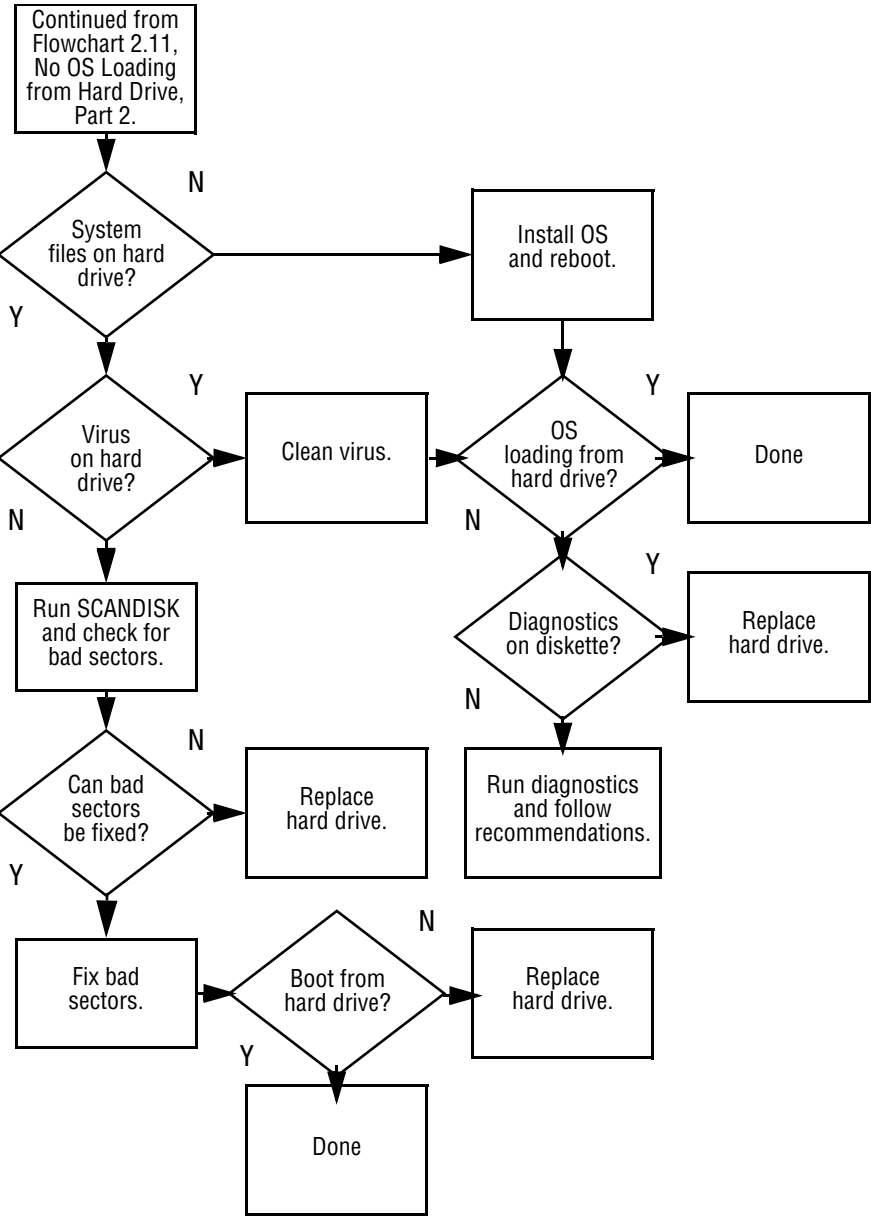 Continued from
Flowchart 2.11,
No OS Loading
from Hard Drive,
Part 2.
N
System
files on hard
drive?
Y
Install OS
and reboot.
Y
Virus
on hard
drive?
N
Clean virus.
Y
OS
loading from
hard drive?
N
Done
Run SCANDISK
and check for
bad sectors.
Y
Diagnostics
on diskette?
N
Replace
hard drive.
N
Can bad
sectors
be fixed?
Y
Replace
hard drive.
Run diagnostics
and follow
recommendations.
Fix bad
sectors.
N
Boot from
hard drive?
Y
Replace
hard drive.
Done